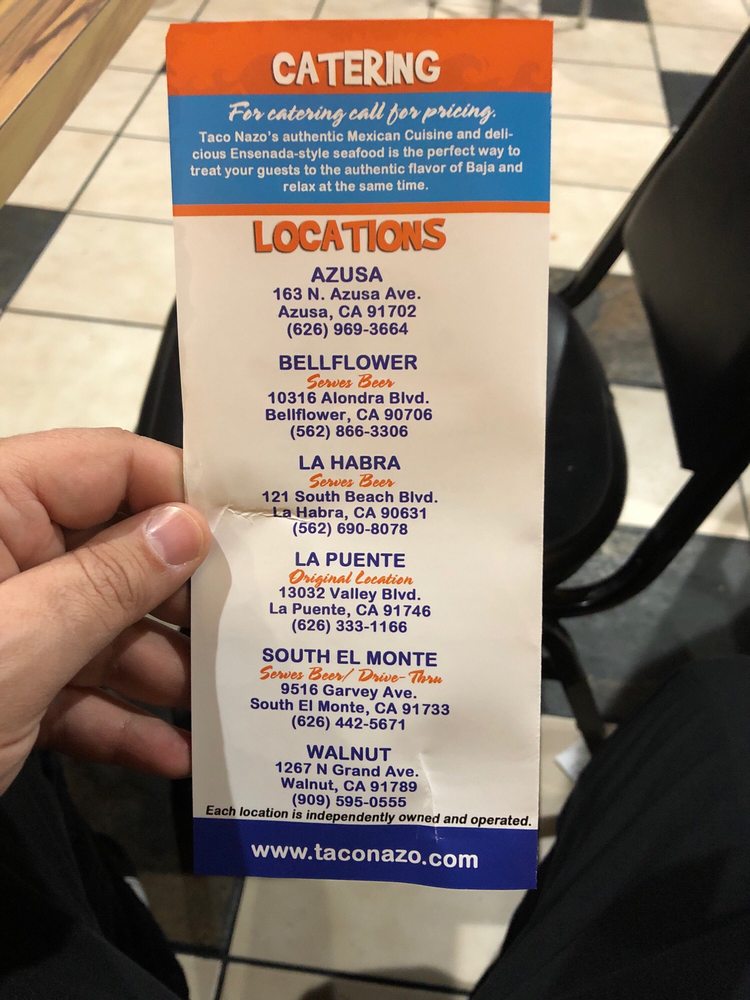 CATERING
For catering call for pricing.
Taco Nazo's authentic Mexican Cuisine and deli-
cious Ensenada-style seafood is the perfect way to
treat your guests to the authentic flavor of Baja and
relax at the same time.
LOCATIONS
AZUSA
163 N. Azusa Ave.
Azusa, CA 91702
(626) 969-3664
BELLFLOWER
Serves Beer
10316 Alondra Blvd.
Bellflower, CA 90706
(562) 866-3306
LA HABRA
Serves Beer
121 South Beach Blvd.
La Habra, CA 90631
(562) 690-8078
LA PUENTE
Original Location
13032 Valley Blvd.
La Puente, CA 91746
(626) 333-1166
SOUTH EL MONTE
Serves Beer/ Drive-Thru
9516 Garvey Ave.
South El Monte, CA 91733
(626) 442-5671
WALNUT
1267 N Grand Ave.
Walnut, CA 91789
(909) 595-0555
Each location is independently owned and operated.
www.taconazo.com